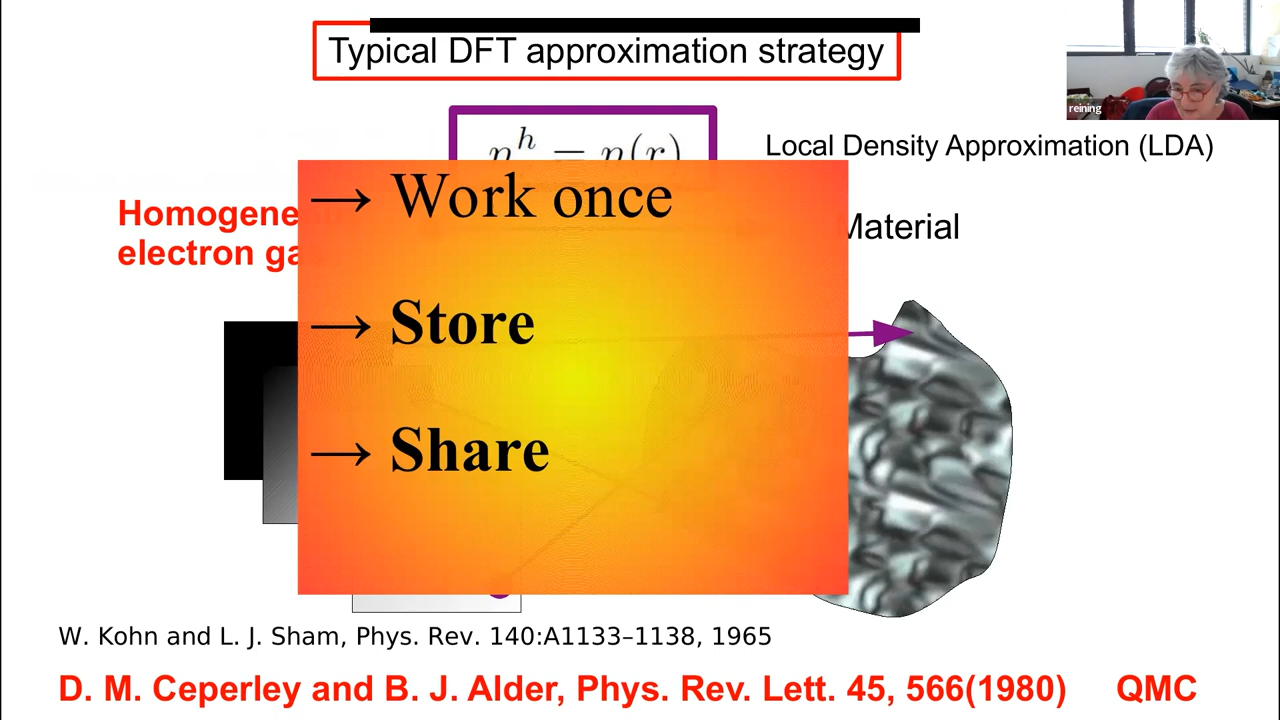 Typical DFT approximation strategy
reining
n^h = n(r)
Local Density Approximation (LDA)
→ Work once
Homogene
electron ga
Material
→ Store
→ Share
W. Kohn and L. J. Sham, Phys. Rev. 140:A1133–1138, 1965
D. M. Ceperley and B. J. Alder, Phys. Rev. Lett. 45, 566(1980) QMC